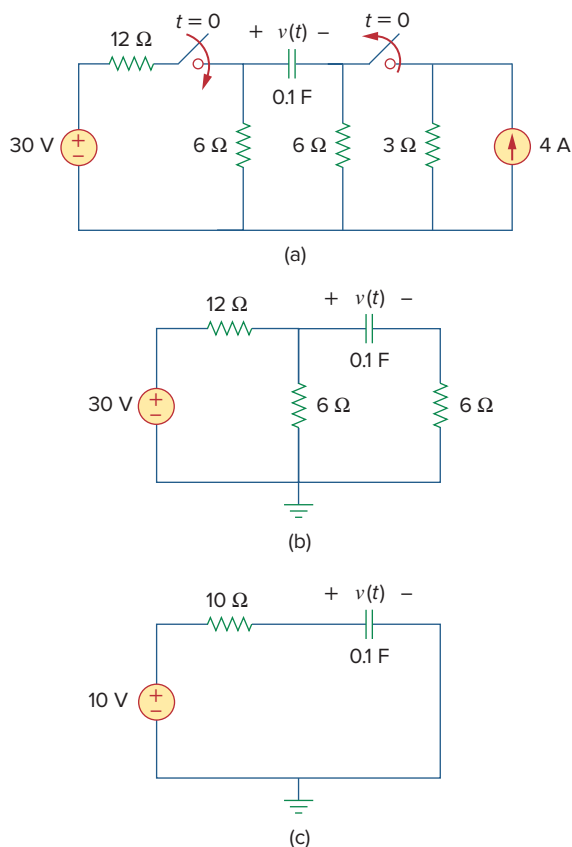 t = 0
t = 0
12 Ω
+ v(t) −
0.1 F
30 V
+
−
6 Ω
6 Ω
3 Ω
4 A
(a)
12 Ω
+ v(t) −
0.1 F
30 V
+
−
6 Ω
6 Ω
(b)
10 Ω
+ v(t) −
0.1 F
10 V
+
−
(c)